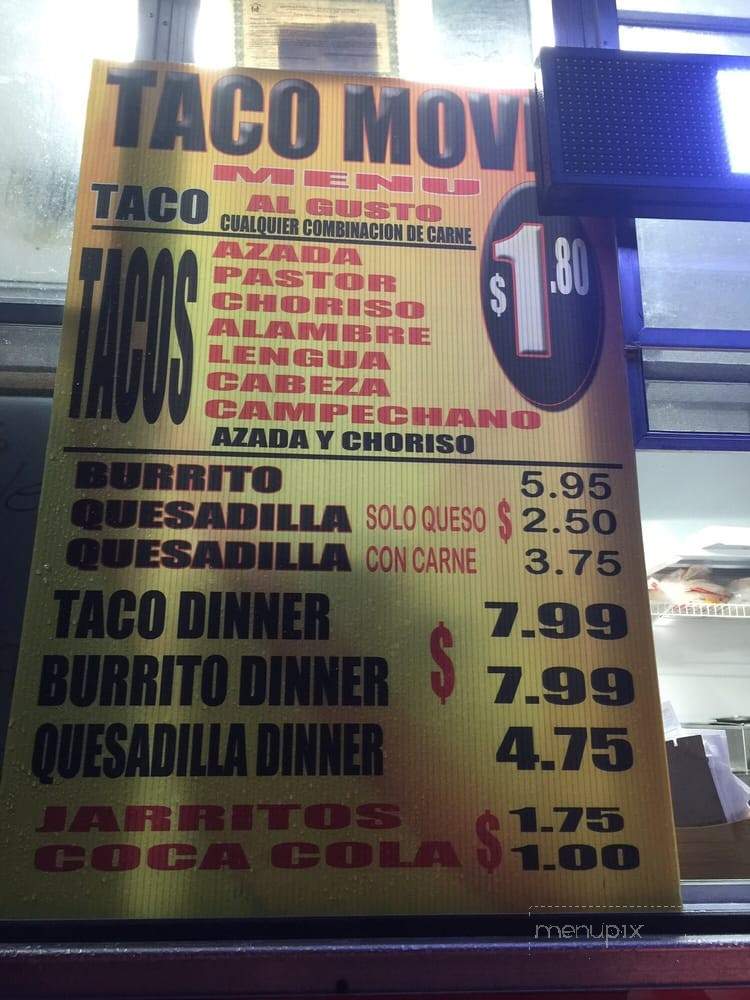 TACO MOVI
MENU
TACO AL GUSTO
CUALQUIER COMBINACION DE CARNE
$1.80
TACOS
AZADA
PASTOR
CHORISO
ALAMBRE
LENGUA
CABEZA
CAMPECHANO
AZADA Y CHORISO
BURRITO 5.95
QUESADILLA SOLO QUESO $ 2.50
QUESADILLA CON CARNE 3.75
TACO DINNER 7.99
BURRITO DINNER $ 7.99
QUESADILLA DINNER 4.75
JARRITOS $ 1.75
COCA COLA 1.00
menupix